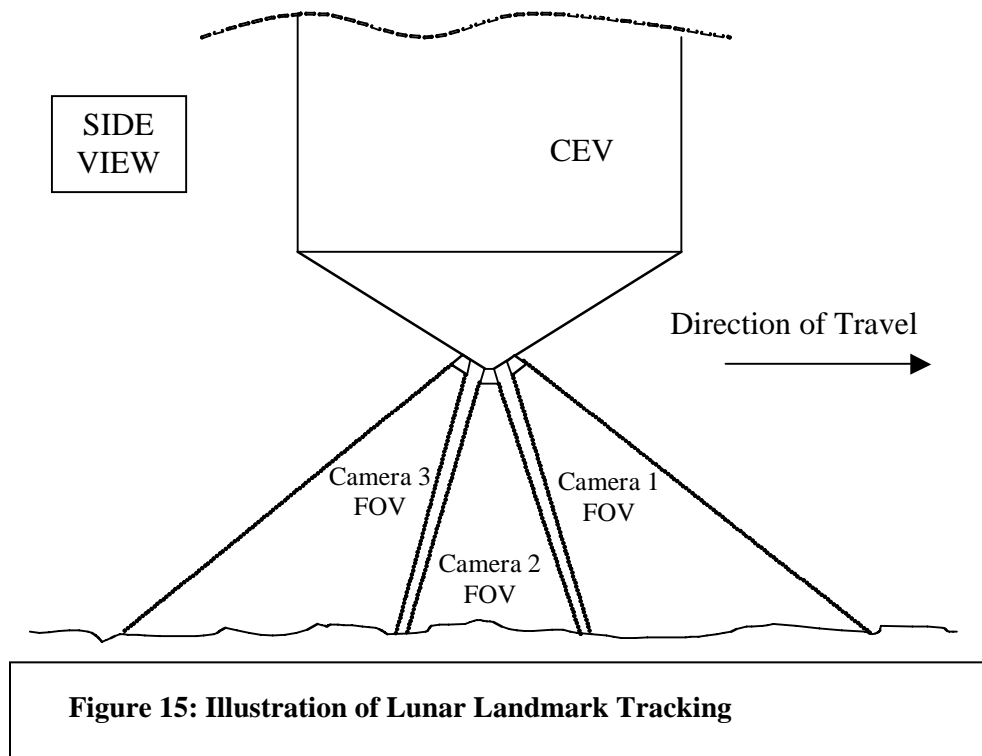 SIDE
VIEW
CEV
Direction of Travel
Camera 3
FOV
Camera 1
FOV
Camera 2
FOV
Figure 15: Illustration of Lunar Landmark Tracking